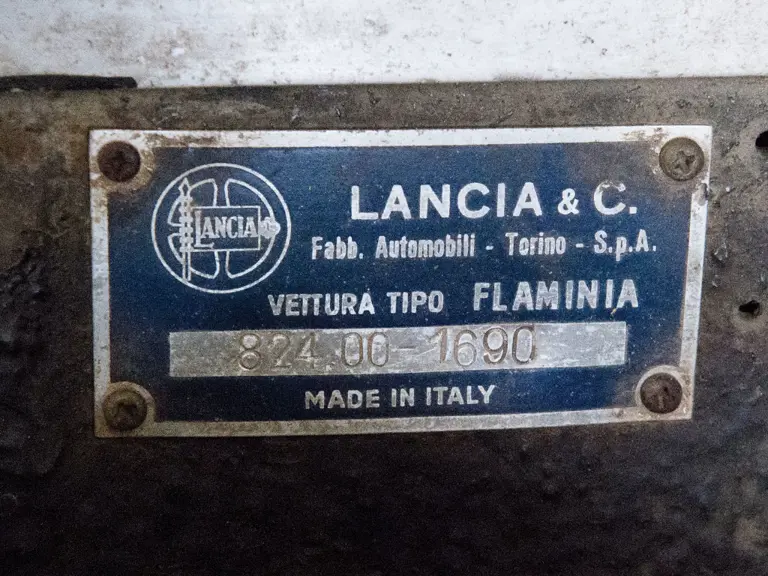 LANCIA
LANCIA & C.
Fabb. Automobili - Torino - S.p.A.
VETTURA TIPO FLAMINIA
824.00-1690
MADE IN ITALY